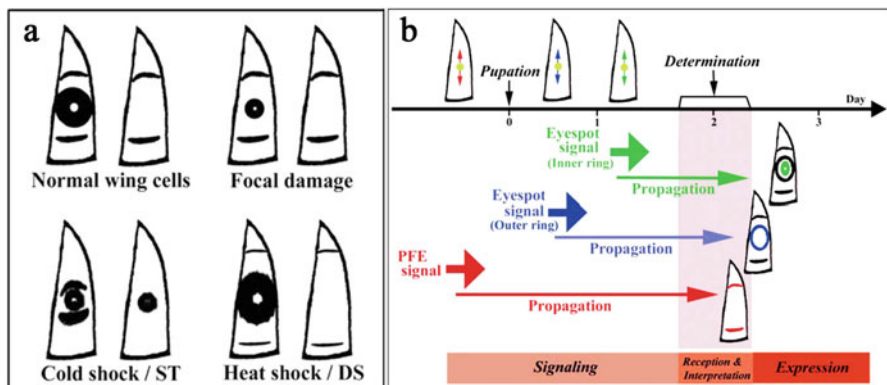 a
Normal wing cells
Focal damage
Cold shock / ST
Heat shock / DS
b
Pupation
Determination
Day
0
1
2
3
Eyespot
signal
(Inner ring)
Propagation
Eyespot
signal
(Outer ring)
Propagation
PFE
signal
Propagation
Signaling
Reception &
Interpretation
Expression